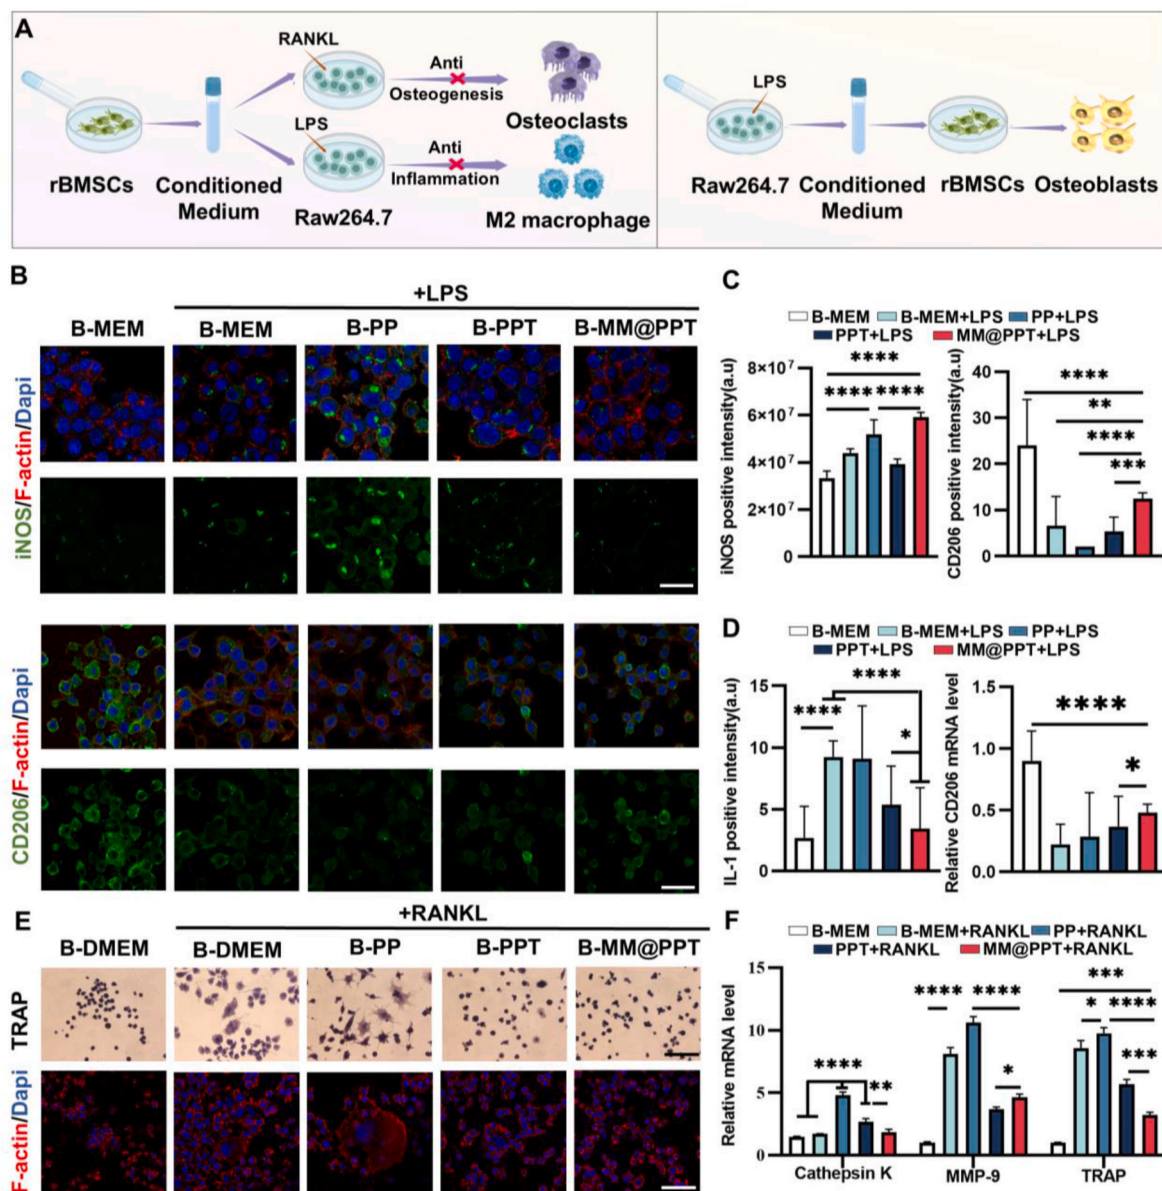 A
RANKL
Anti
Osteogenesis
Osteoclasts
LPS
Anti
Inflammation
rBMSCs
Conditioned
Medium
Raw264.7
M2 macrophage
LPS
Raw264.7
Conditioned
Medium
rBMSCs
Osteoblasts
B
+LPS
B-MEM
B-MEM
B-PP
B-PPT
B-MM@PPT
iNOS/F-actin/Dapi
CD206/F-actin/Dapi
C
B-MEM
B-MEM+LPS
PP+LPS
PPT+LPS
MM@PPT+LPS
iNOS positive intensity(a.u)
8×10⁷
6×10⁷
4×10⁷
2×10⁷
0
****
****
****
CD206 positive intensity(a.u)
40
30
20
10
0
****
**
****
***
D
B-MEM
B-MEM+LPS
PP+LPS
PPT+LPS
MM@PPT+LPS
IL-1 positive intensity(a.u)
15
10
5
0
****
****
*
Relative CD206 mRNA level
1.5
1.0
0.5
0.0
****
*
E
+RANKL
B-DMEM
B-DMEM
B-PP
B-PPT
B-MM@PPT
TRAP
F-actin/Dapi
F
B-MEM
B-MEM+RANKL
PP+RANKL
PPT+RANKL
MM@PPT+RANKL
Relative mRNA level
15
10
5
0
****
**
****
****
*
***
*
****
***
Cathepsin K
MMP-9
TRAP